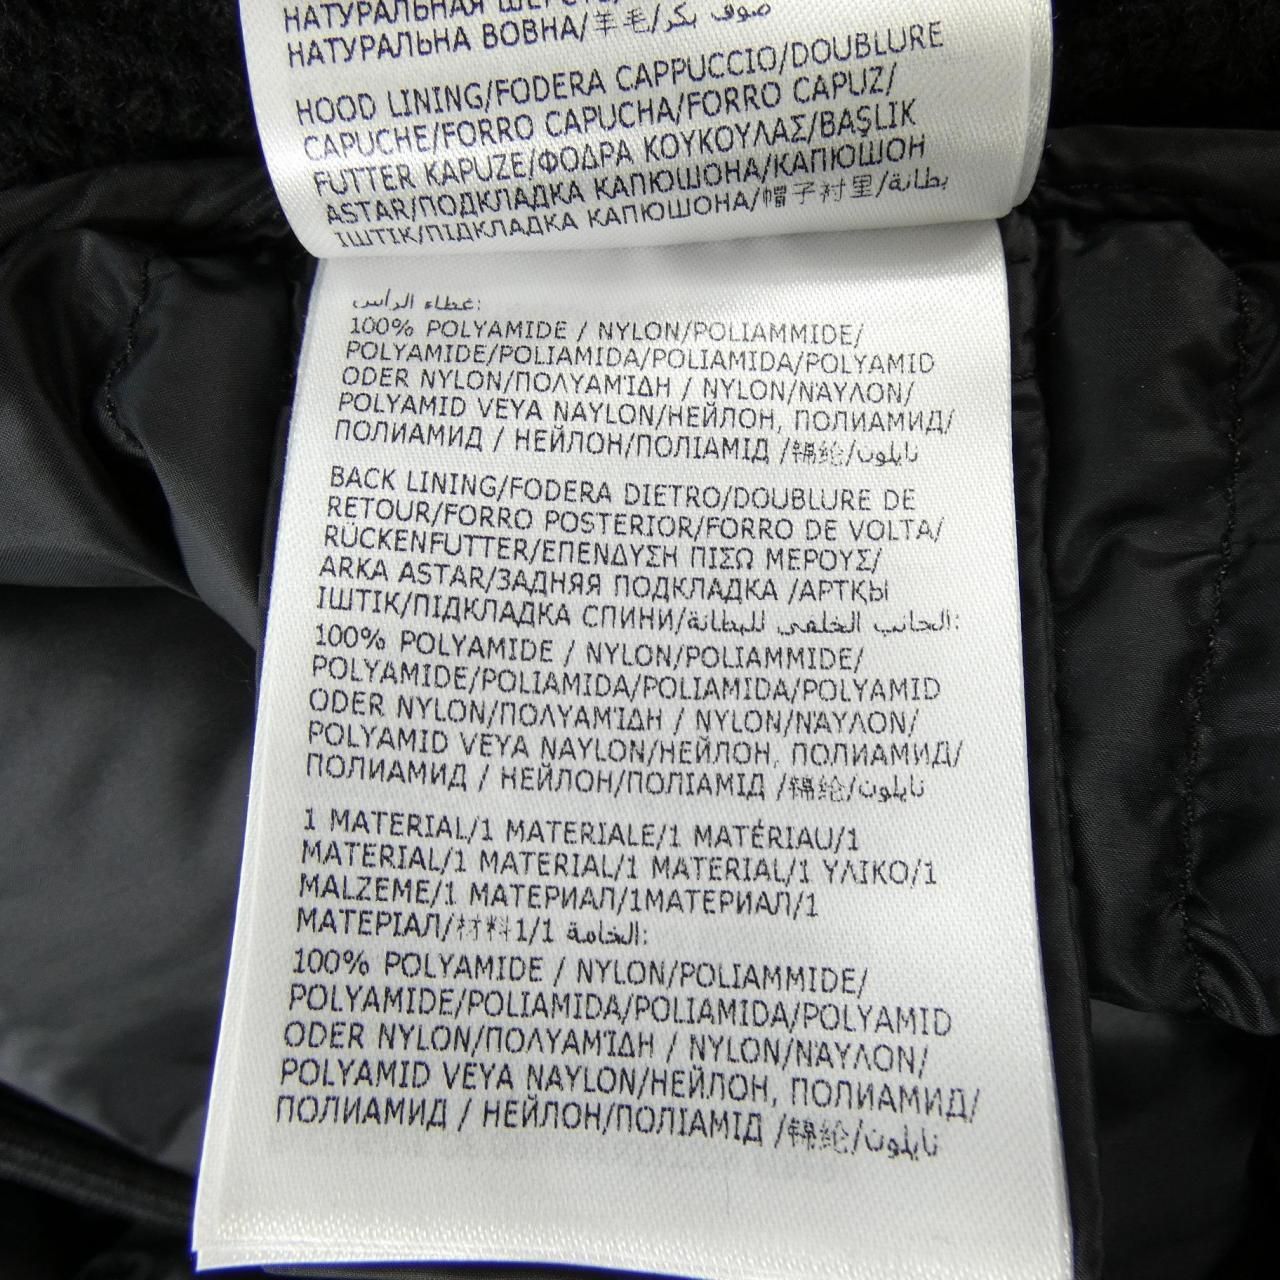 НАТУРАЛЬНАЯ
НАТУРАЛЬНА ВОВНА/羊毛/صوف بكر
HOOD LINING/FODERA CAPPUCCIO/DOUBLURE
CAPUCHE/FORRO CAPUCHA/FORRO CAPUZ/
FUTTER KAPUZE/ΦΟΔΡΑ ΚΟΥΚΟΥΛΑΣ/BAŞLIK
ASTAR/ПОДКЛАДКА КАПЮШОНА/КАПЮШОН
ІШТІК/ПІДКЛАДКА КАПЮШОНА/帽子衬里/بطانة
غطاء الرأس:
100% POLYAMIDE / NYLON/POLIAMMIDE/
POLYAMIDE/POLIAMIDA/POLIAMIDA/POLYAMID
ODER NYLON/ΠΟΛΥΑΜΊΔΗ / NYLON/ΝΆΥΛΟΝ/
POLYAMID VEYA NAYLON/НЕЙЛОН, ПОЛИАМИД/
ПОЛИАМИД / НЕЙЛОН/ПОЛІАМІД /锦纶/نايلون
BACK LINING/FODERA DIETRO/DOUBLURE DE
RETOUR/FORRO POSTERIOR/FORRO DE VOLTA/
RÜCKENFUTTER/ΕΠΕΝΔΥΣΗ ΠΙΣΩ ΜΕΡΟΥΣ/
ARKA ASTAR/ЗАДНЯЯ ПОДКЛАДКА /АРТҚЫ
ІШТІК/ПІДКЛАДКА СПИНИ/الجانب الخلفي للبطانة:
100% POLYAMIDE / NYLON/POLIAMMIDE/
POLYAMIDE/POLIAMIDA/POLIAMIDA/POLYAMID
ODER NYLON/ΠΟΛΥΑΜΊΔΗ / NYLON/ΝΆΥΛΟΝ/
POLYAMID VEYA NAYLON/НЕЙЛОН, ПОЛИАМИД/
ПОЛИАМИД / НЕЙЛОН/ПОЛІАМІД /锦纶/نايلون
1 MATERIAL/1 MATERIALE/1 MATÉRIAU/1
MATERIAL/1 MATERIAL/1 MATERIAL/1 ΥΛΙΚΟ/1
MALZEME/1 МАТЕРИАЛ/1МАТЕРИАЛ/1
МАТЕРІАЛ/材料1/1 الخامة:
100% POLYAMIDE / NYLON/POLIAMMIDE/
POLYAMIDE/POLIAMIDA/POLIAMIDA/POLYAMID
ODER NYLON/ΠΟΛΥΑΜΊΔΗ / NYLON/ΝΆΥΛΟΝ/
POLYAMID VEYA NAYLON/НЕЙЛОН, ПОЛИАМИД/
ПОЛИАМИД / НЕЙЛОН/ПОЛІАМІД /锦纶/نايلون